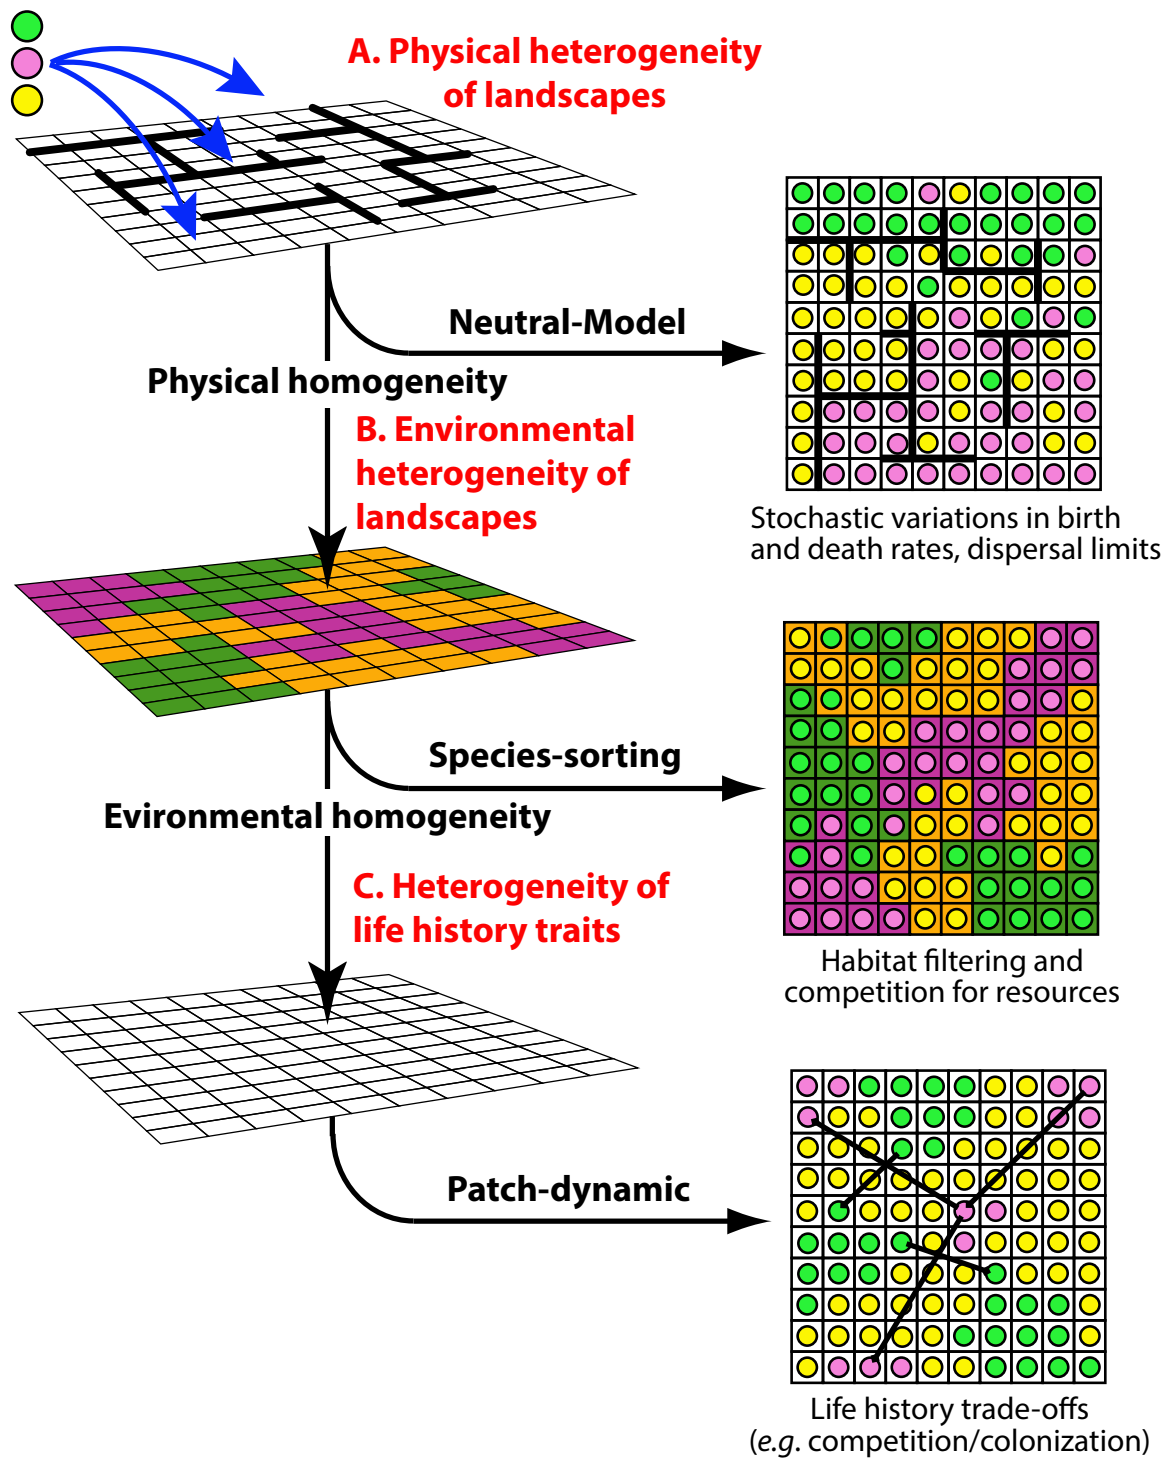 A. Physical heterogeneity
of landscapes
Neutral-Model
Physical homogeneity
Stochastic variations in birth
and death rates, dispersal limits
B. Environmental
heterogeneity of
landscapes
Species-sorting
Evironmental homogeneity
Habitat filtering and
competition for resources
C. Heterogeneity of
life history traits
Patch-dynamic
Life history trade-offs
(e.g. competition/colonization)